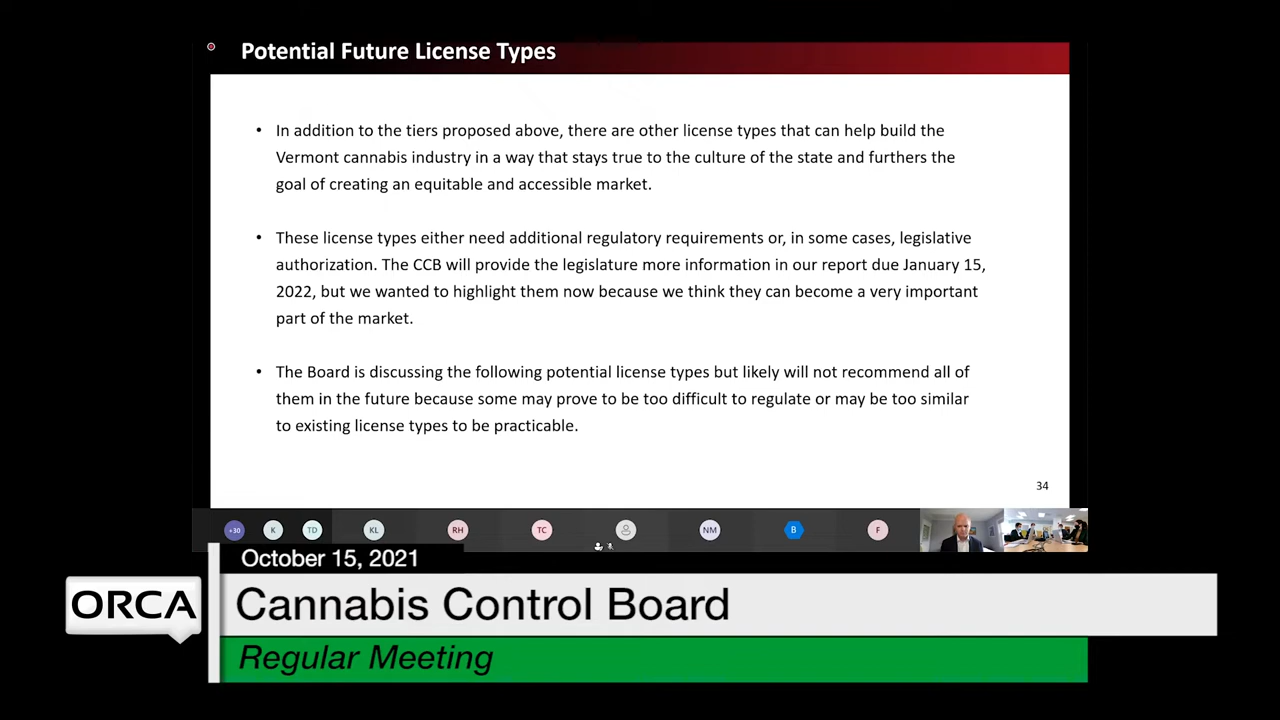 Potential Future License Types
• In addition to the tiers proposed above, there are other license types that can help build the
Vermont cannabis industry in a way that stays true to the culture of the state and furthers the
goal of creating an equitable and accessible market.
• These license types either need additional regulatory requirements or, in some cases, legislative
authorization. The CCB will provide the legislature more information in our report due January 15,
2022, but we wanted to highlight them now because we think they can become a very important
part of the market.
• The Board is discussing the following potential license types but likely will not recommend all of
them in the future because some may prove to be too difficult to regulate or may be too similar
to existing license types to be practicable.
34
+30 K TD KL RH TC NM B F
October 15, 2021
ORCA
Cannabis Control Board
Regular Meeting